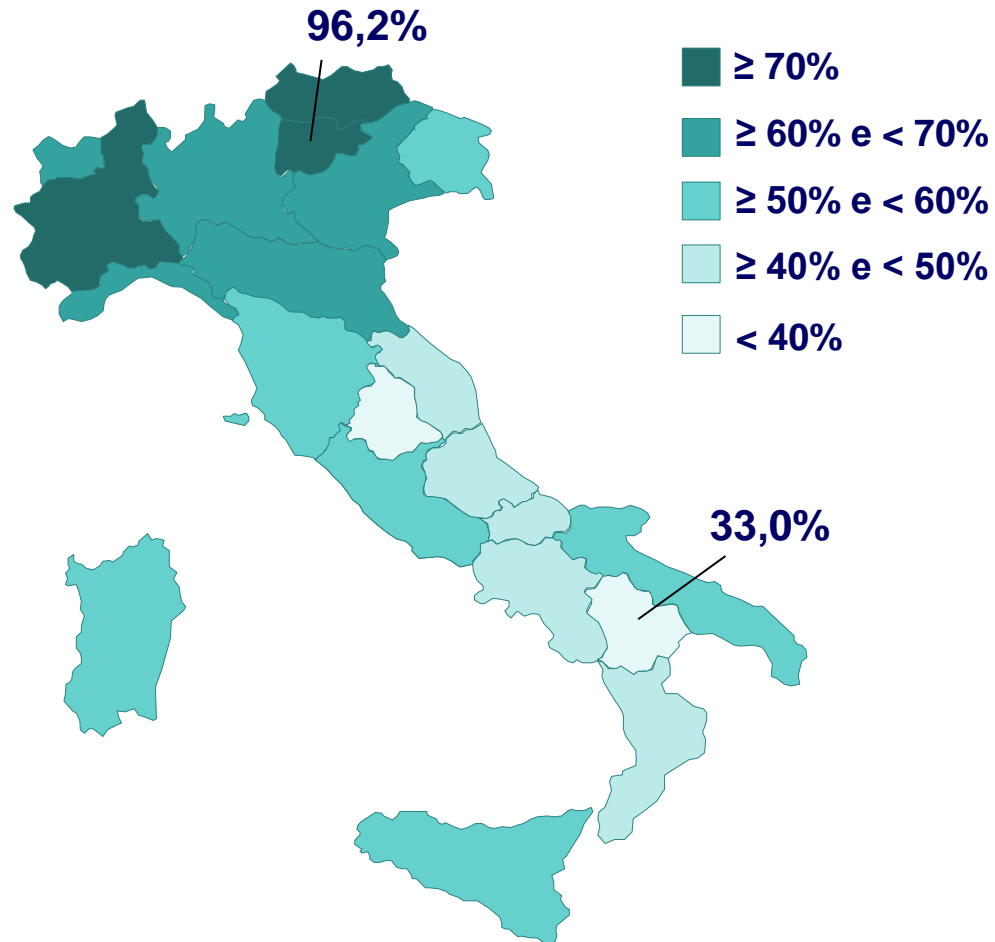 96,2%
≥ 70%
≥ 60% e < 70%
≥ 50% e < 60%
≥ 40% e < 50%
< 40%
33,0%